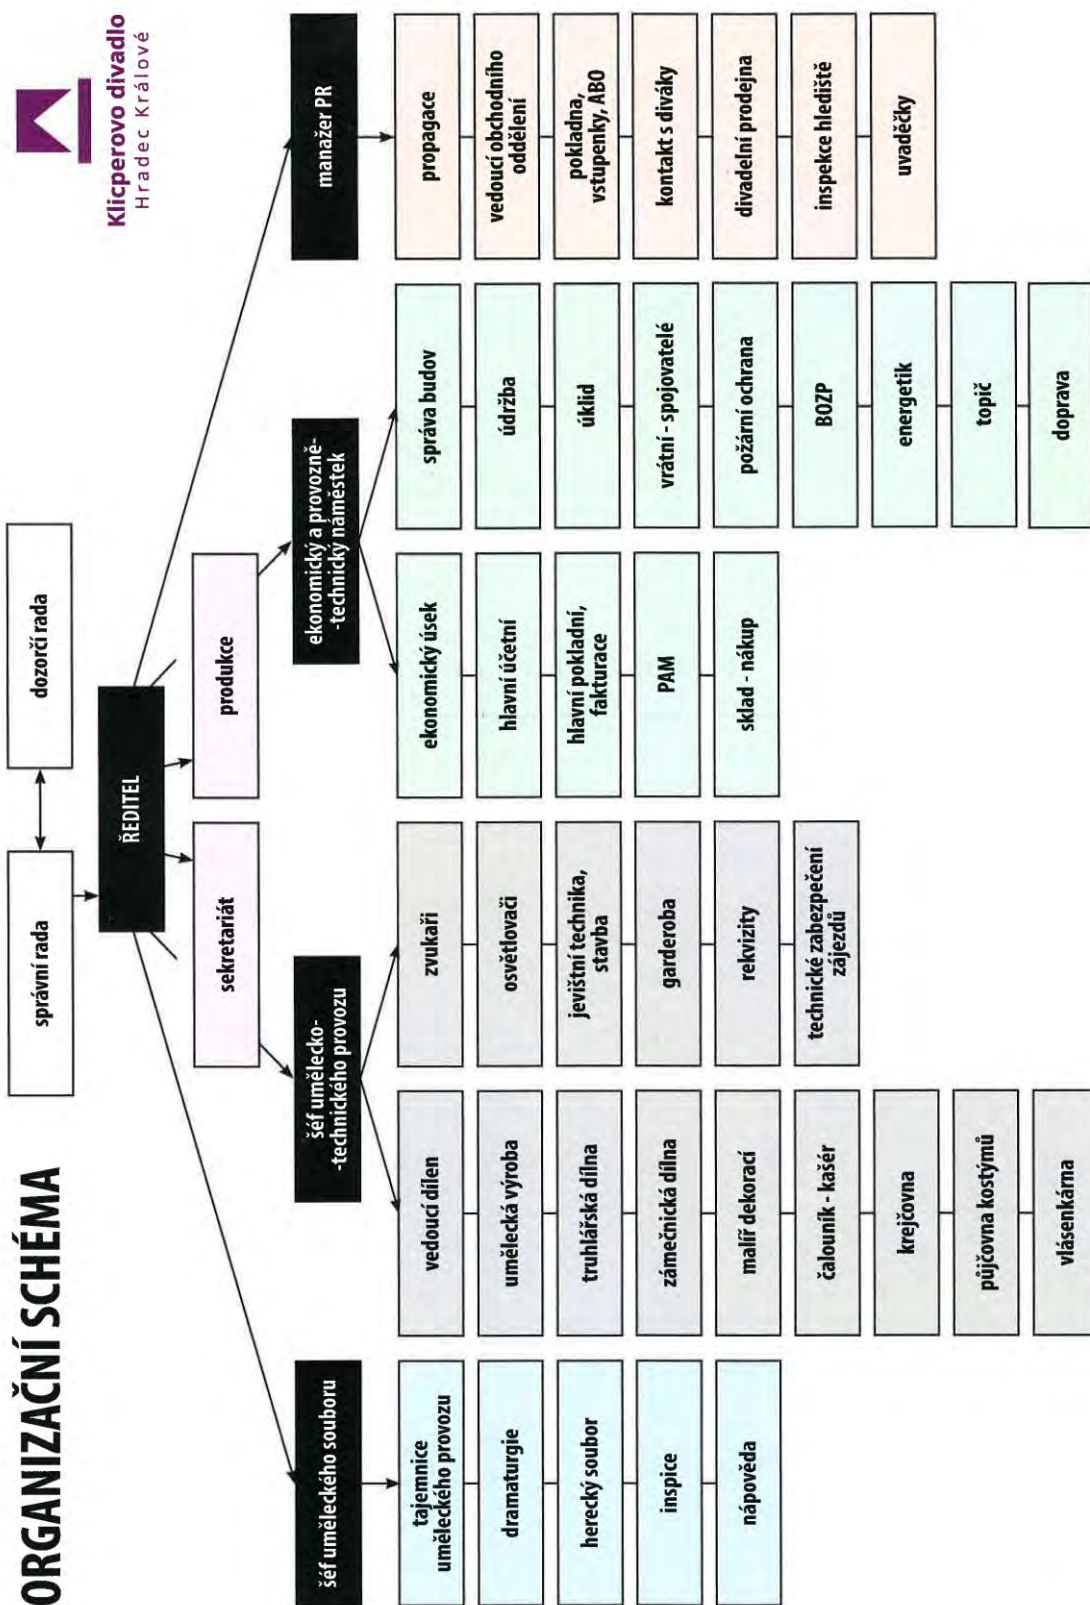 ORGANIZAČNÍ SCHÉMA
Klicperovo divadlo
Hradec Králové
správní rada
dozorčí rada
ŘEDITEL
sekretariát
produkce
šéf uměleckého souboru
šéf umělecko-
-technického provozu
ekonomický a provozně-
-technický náměstek
manažer PR
tajemnice
uměleckého provozu
dramaturgie
herecký soubor
inspice
nápověda
vedoucí dílen
umělecká výroba
truhlářská dílna
zámečnická dílna
malíř dekorací
čalouník - kašér
krejčovna
půjčovna kostýmů
vlásenkárna
zvukaři
osvětlovači
jevištní technika,
stavba
garderoba
rekvizity
technické zabezpečení
zájezdů
ekonomický úsek
hlavní účetní
hlavní pokladní,
fakturace
PAM
sklad - nákup
správa budov
údržba
úklid
vrátní - spojovatelé
požární ochrana
BOZP
energetik
topič
doprava
propagace
vedoucí obchodního
oddělení
pokladna,
vstupenky, ABO
kontakt s diváky
divadelní prodejna
inspekce hlediště
uvaděčky